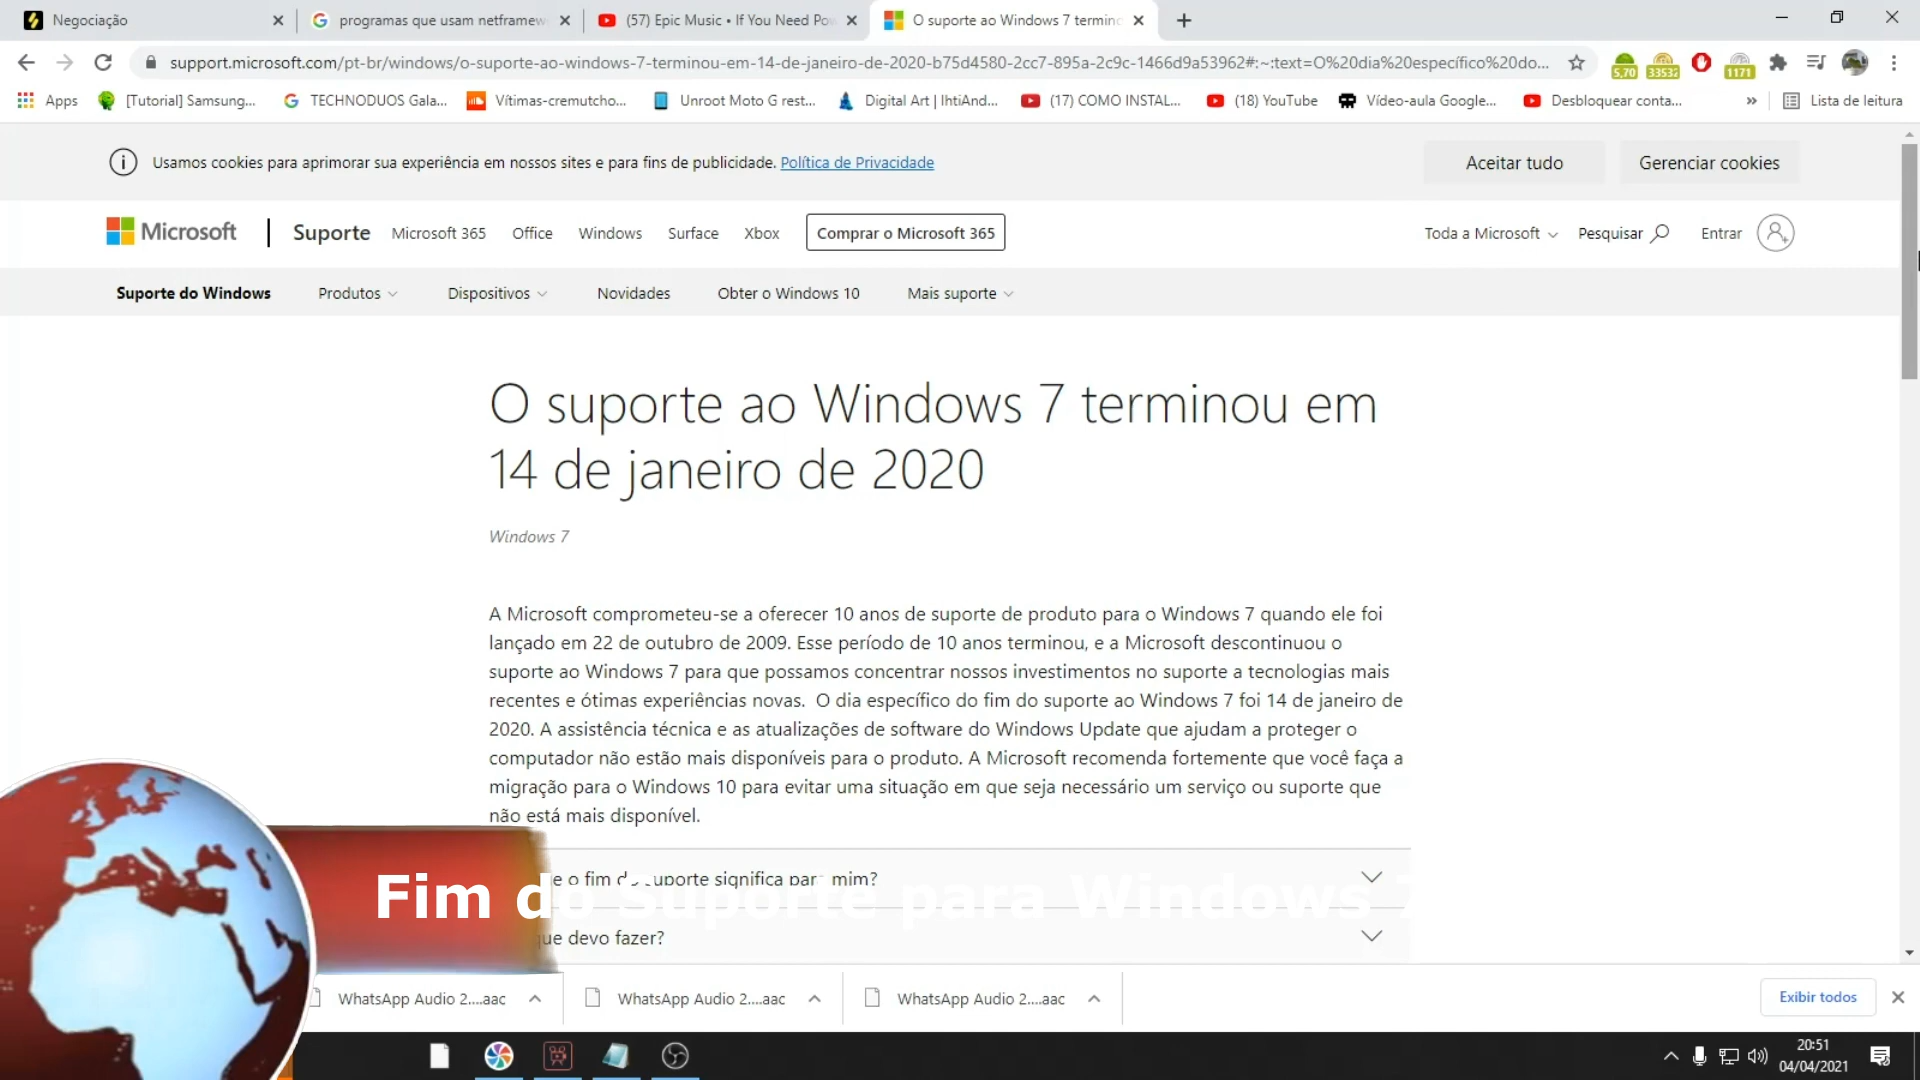 Negociação
programas que usam netframew
(57) Epic Music • If You Need Po
O suporte ao Windows 7 termin
support.microsoft.com/pt-br/windows/o-suporte-ao-windows-7-terminou-em-14-de-janeiro-de-2020-b75d4580-2cc7-895a-2c9c-1466d9a53962#:~:text=O%20dia%20específico%20do...
5,70
33532
1171
Apps
[Tutorial] Samsung...
TECHNODUOS Gala...
Vítimas-cremutcho...
Unroot Moto G rest...
Digital Art | IhtiAnd...
(17) COMO INSTAL...
(18) YouTube
Vídeo-aula Google...
Desbloquear conta...
»
Lista de leitura
Usamos cookies para aprimorar sua experiência em nossos sites e para fins de publicidade. Política de Privacidade
Aceitar tudo
Gerenciar cookies
Microsoft
Suporte
Microsoft 365
Office
Windows
Surface
Xbox
Comprar o Microsoft 365
Toda a Microsoft
Pesquisar
Entrar
Suporte do Windows
Produtos
Dispositivos
Novidades
Obter o Windows 10
Mais suporte
O suporte ao Windows 7 terminou em
14 de janeiro de 2020
Windows 7
A Microsoft comprometeu-se a oferecer 10 anos de suporte de produto para o Windows 7 quando ele foi
lançado em 22 de outubro de 2009. Esse período de 10 anos terminou, e a Microsoft descontinuou o
suporte ao Windows 7 para que possamos concentrar nossos investimentos no suporte a tecnologias mais
recentes e ótimas experiências novas. O dia específico do fim do suporte ao Windows 7 foi 14 de janeiro de
2020. A assistência técnica e as atualizações de software do Windows Update que ajudam a proteger o
computador não estão mais disponíveis para o produto. A Microsoft recomenda fortemente que você faça a
migração para o Windows 10 para evitar uma situação em que seja necessário um serviço ou suporte que
não está mais disponível.
e o fim do suporte significa para mim?
Fim do Suporte para Windows 7
que devo fazer?
WhatsApp Audio 2....aac
WhatsApp Audio 2....aac
WhatsApp Audio 2....aac
Exibir todos
20:51
04/04/2021